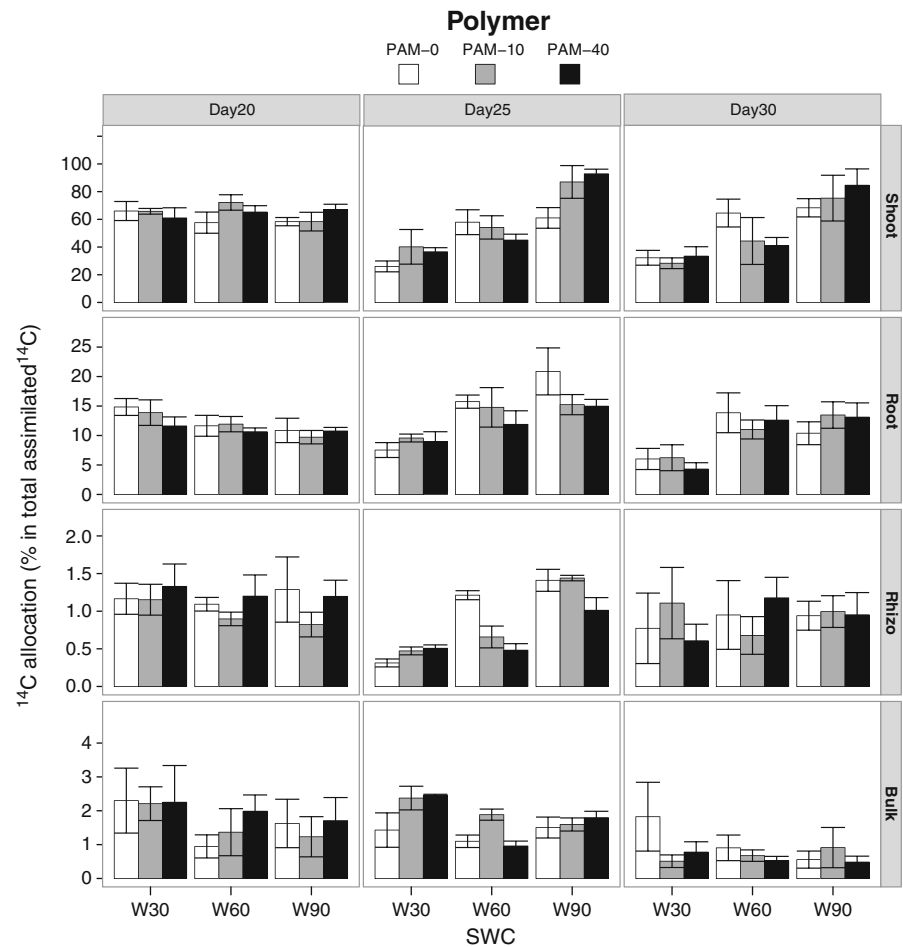 Polymer
PAM−0 PAM−10 PAM−40
Day20 Day25 Day30
100
80
60
40
20
0
Shoot
25
20
15
10
5
0
Root
2.0
1.5
1.0
0.5
0.0
Rhizo
4
3
2
1
0
Bulk
¹⁴C allocation (% in total assimilated¹⁴C)
W30 W60 W90 W30 W60 W90 W30 W60 W90
SWC